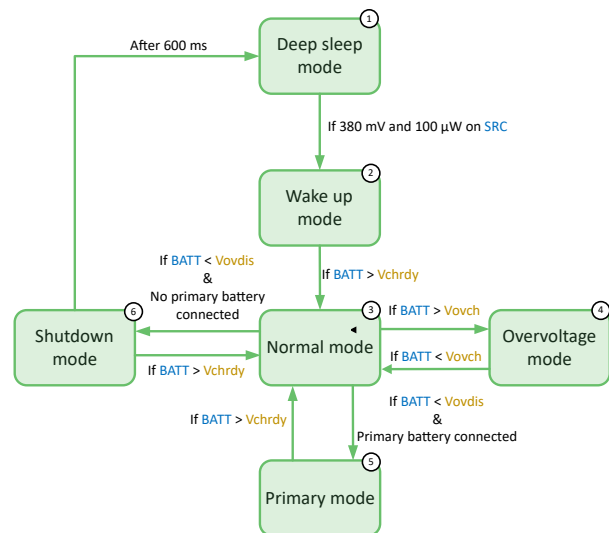 1
Deep sleep
mode
After 600 ms
If 380 mV and 100 µW on SRC
2
Wake up
mode
If BATT < Vovdis
&
No primary battery
connected
If BATT > Vchrdy
6
Shutdown
mode
If BATT > Vchrdy
3
Normal mode
If BATT > Vovch
If BATT < Vovch
4
Overvoltage
mode
If BATT > Vchrdy
If BATT < Vovdis
&
Primary battery connected
5
Primary mode